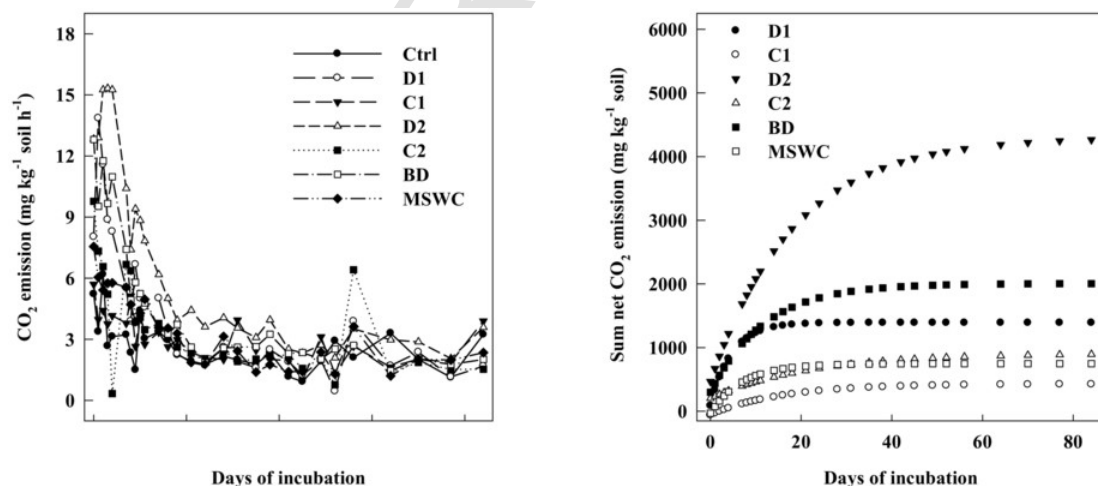 18
15
12
9
6
3
0
CO₂ emission (mg kg⁻¹ soil h⁻¹)
Ctrl
D1
C1
D2
C2
BD
MSWC
Days of incubation
6000
5000
4000
3000
2000
1000
0
Sum net CO₂ emission (mg kg⁻¹ soil)
D1
C1
D2
C2
BD
MSWC
0 20 40 60 80
Days of incubation